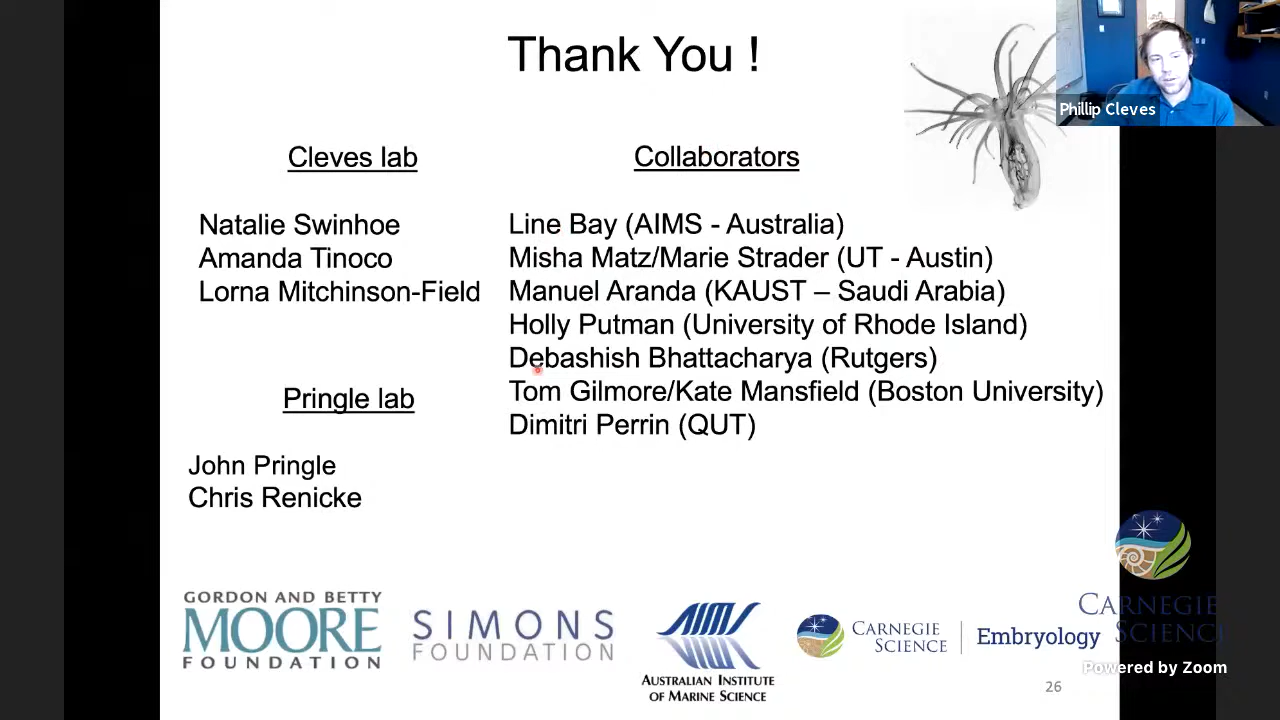 Thank You !
Phillip Cleves
Cleves lab
Natalie Swinhoe
Amanda Tinoco
Lorna Mitchinson-Field
Pringle lab
John Pringle
Chris Renicke
Collaborators
Line Bay (AIMS - Australia)
Misha Matz/Marie Strader (UT - Austin)
Manuel Aranda (KAUST – Saudi Arabia)
Holly Putman (University of Rhode Island)
Debashish Bhattacharya (Rutgers)
Tom Gilmore/Kate Mansfield (Boston University)
Dimitri Perrin (QUT)
GORDON AND BETTY
MOORE
FOUNDATION
SIMONS
FOUNDATION
AIMS
AUSTRALIAN INSTITUTE
OF MARINE SCIENCE
CARNEGIE
SCIENCE
Embryology
CARNEGIE
SCIENCE
Powered by Zoom
26